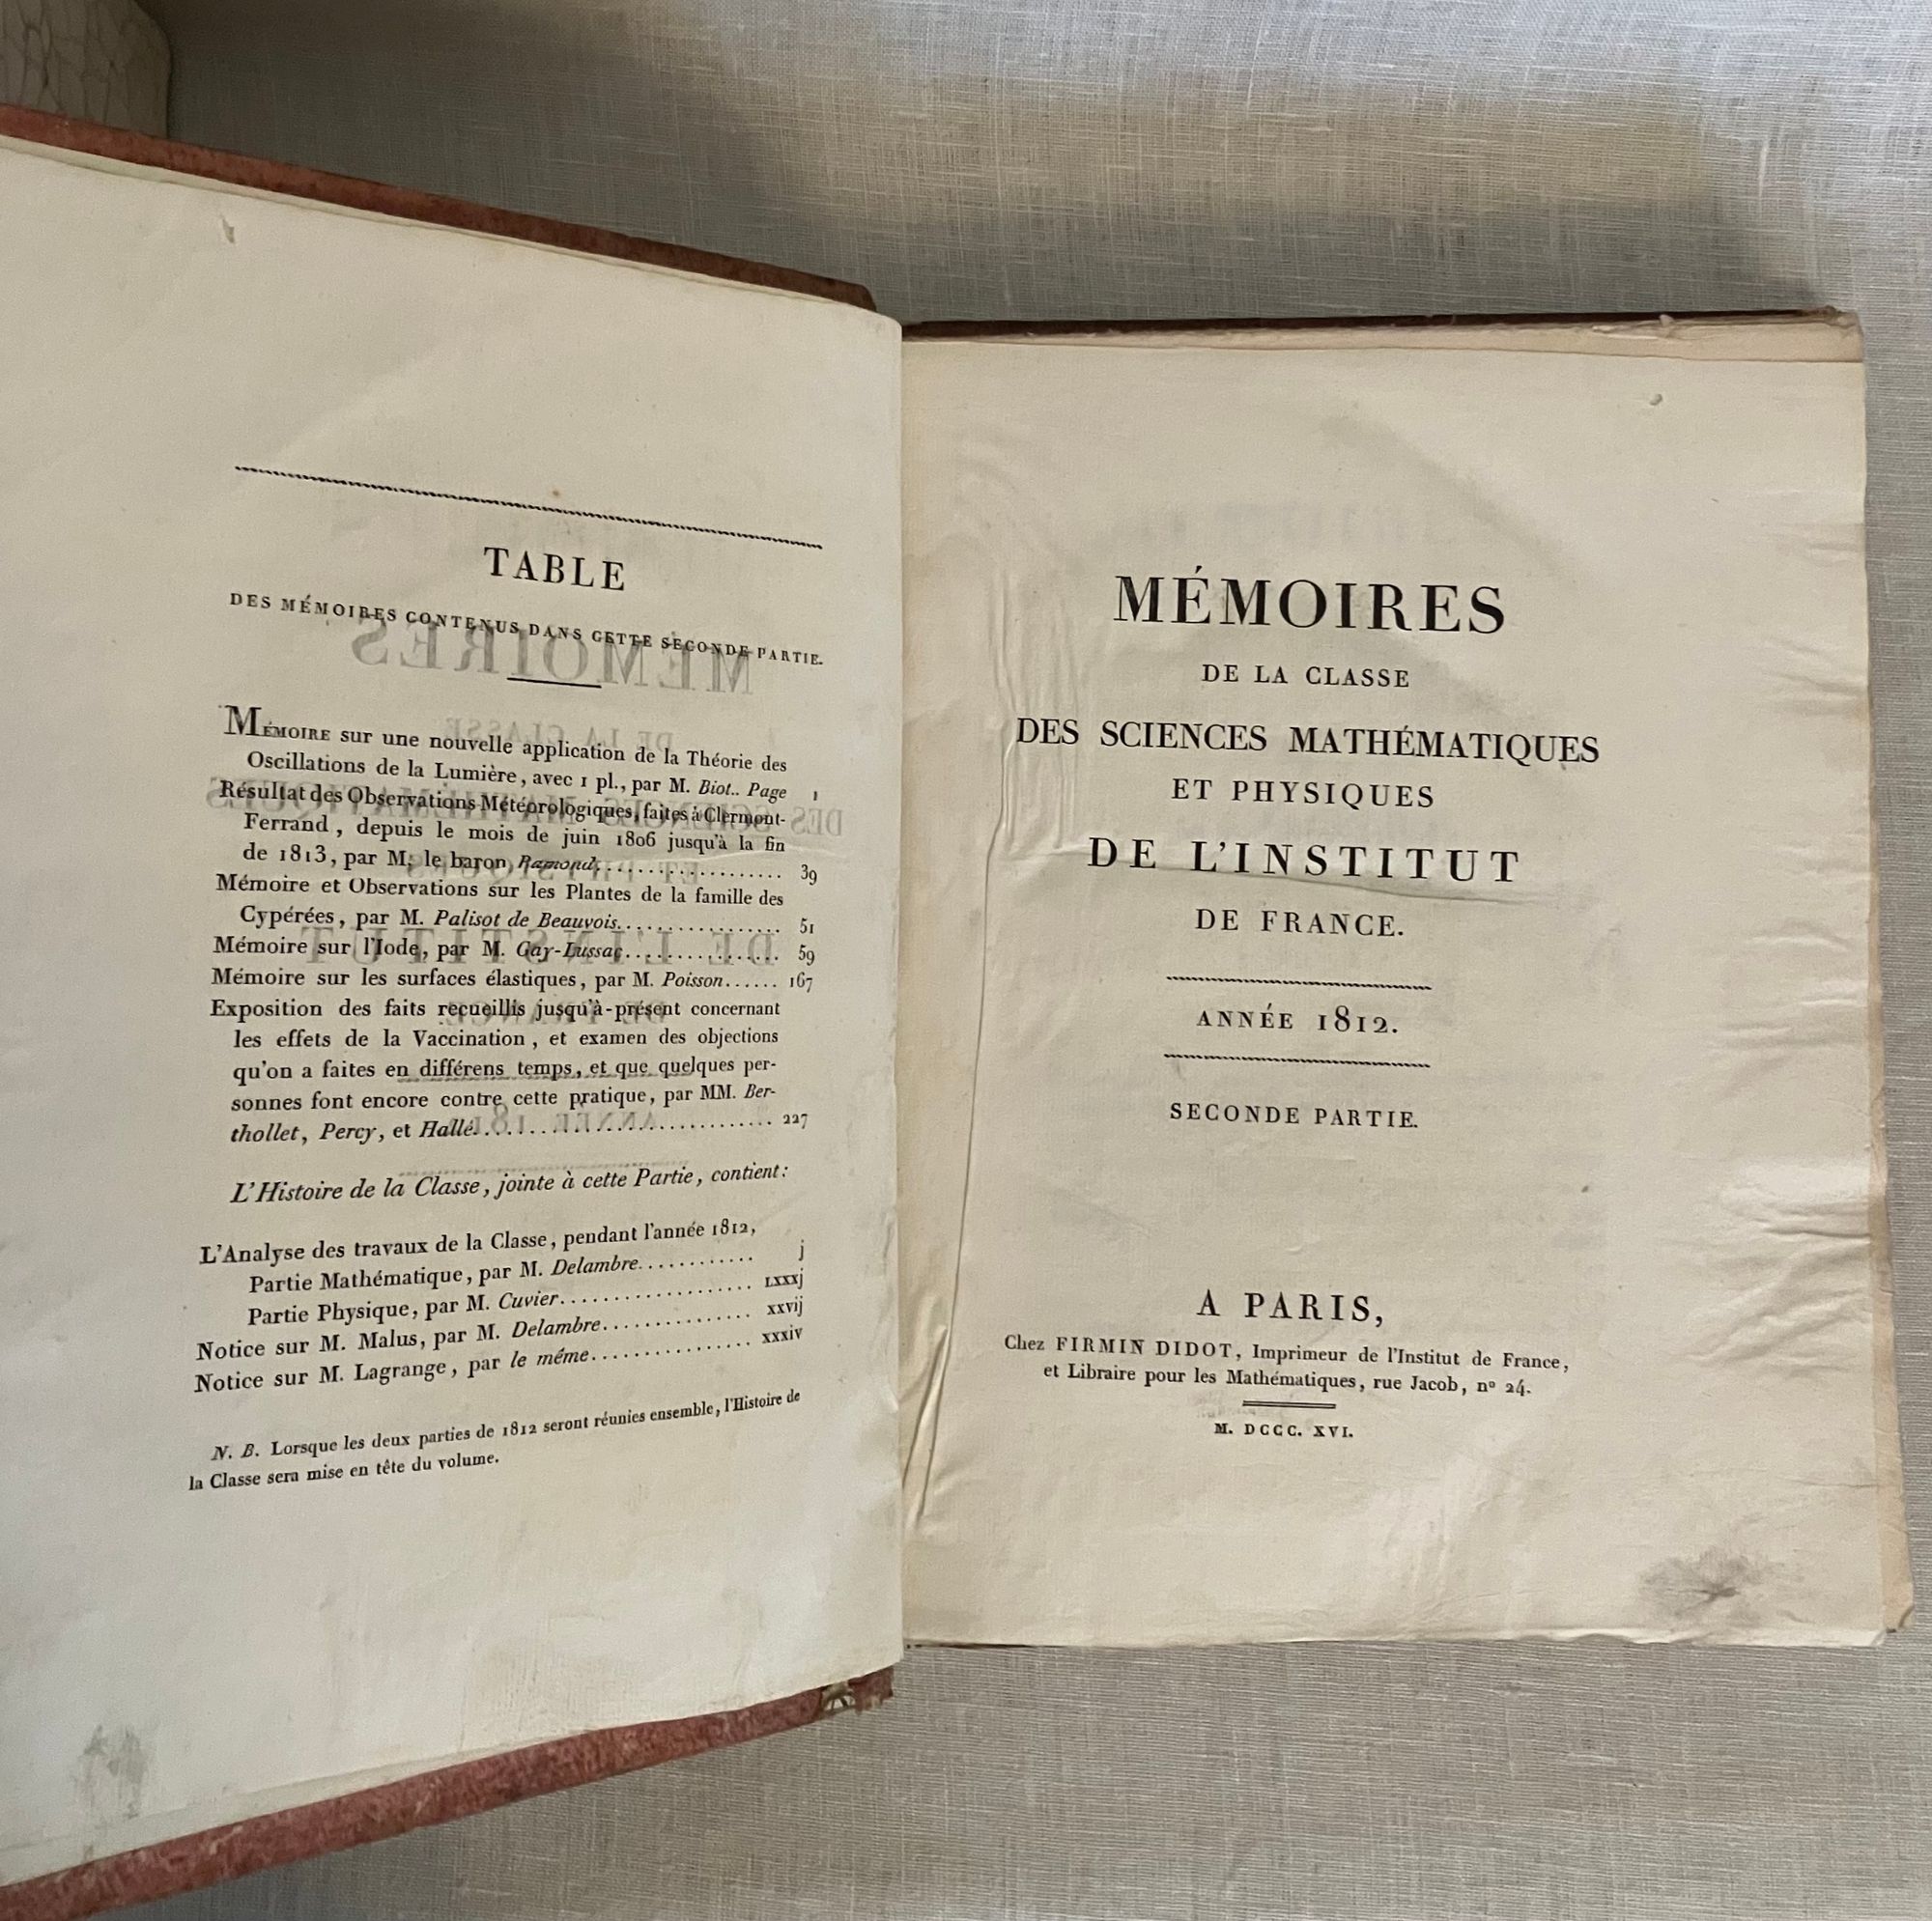 TABLE
DES MÉMOIRES CONTENUS DANS CETTE SECONDE PARTIE.
MÉMOIRE sur une nouvelle application de la Théorie des
Oscillations de la Lumière, avec 1 pl., par M. Biot.. Page 1
Résultat des Observations Météorologiques, faites à Clermont-
Ferrand, depuis le mois de juin 1806 jusqu'à la fin
de 1813, par M. le baron Ramond.................... 39
Mémoire et Observations sur les Plantes de la famille des
Cypérées, par M. Palisot de Beauvois................. 51
Mémoire sur l'Iode, par M. Gay-Lussac................ 59
Mémoire sur les surfaces élastiques, par M. Poisson...... 167
Exposition des faits recueillis jusqu'à-présent concernant
les effets de la Vaccination, et examen des objections
qu'on a faites en différens temps, et que quelques per-
sonnes font encore contre cette pratique, par MM. Ber-
thollet, Percy, et Hallé............................. 227
L'Histoire de la Classe, jointe à cette Partie, contient:
L'Analyse des travaux de la Classe, pendant l'année 1812,
Partie Mathématique, par M. Delambre............ j
Partie Physique, par M. Cuvier................... lxxxj
Notice sur M. Malus, par M. Delambre............... xxvij
Notice sur M. Lagrange, par le même................ xxxiv
N. B. Lorsque les deux parties de 1812 seront réunies ensemble, l'Histoire de
la Classe sera mise en tête du volume.
MÉMOIRES
DE LA CLASSE
DES SCIENCES MATHÉMATIQUES
ET PHYSIQUES
DE L'INSTITUT
DE FRANCE.
ANNÉE 1812.
SECONDE PARTIE.
A PARIS,
Chez FIRMIN DIDOT, Imprimeur de l'Institut de France,
et Libraire pour les Mathématiques, rue Jacob, nº 24.
M. DCCC. XVI.